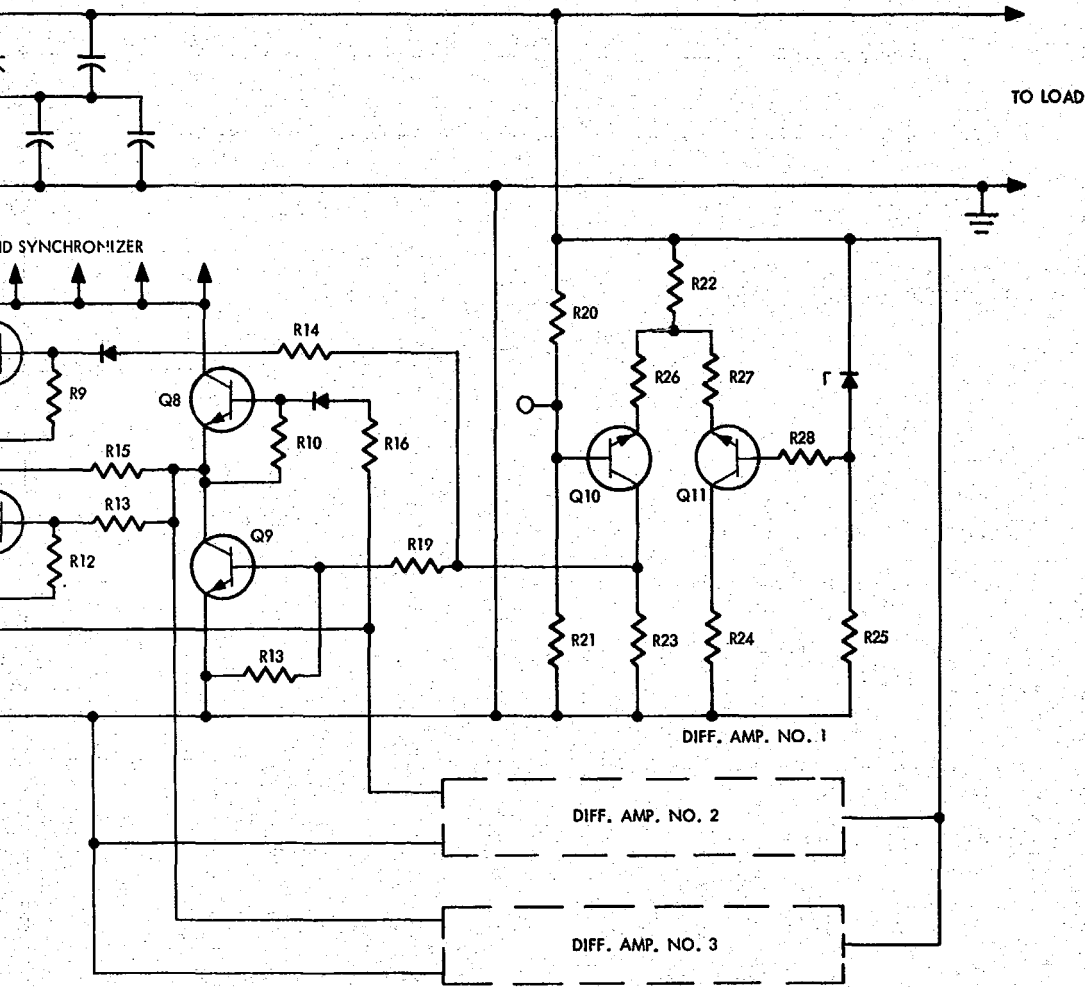 TO LOAD
ID SYNCHRONIZER
R22
R20
R14
R26
R27
R9
Q8
R28
R10
R16
R15
Q10
Q11
R13
Q9
R19
R12
R21
R23
R24
R25
R13
DIFF. AMP. NO. 1
DIFF. AMP. NO. 2
DIFF. AMP. NO. 3